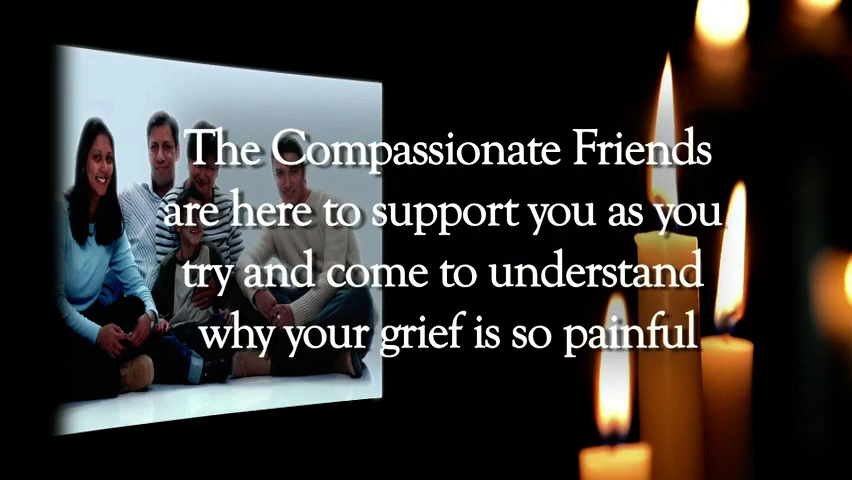 The Compassionate Friends
are here to support you as you
try and come to understand
why your grief is so painful